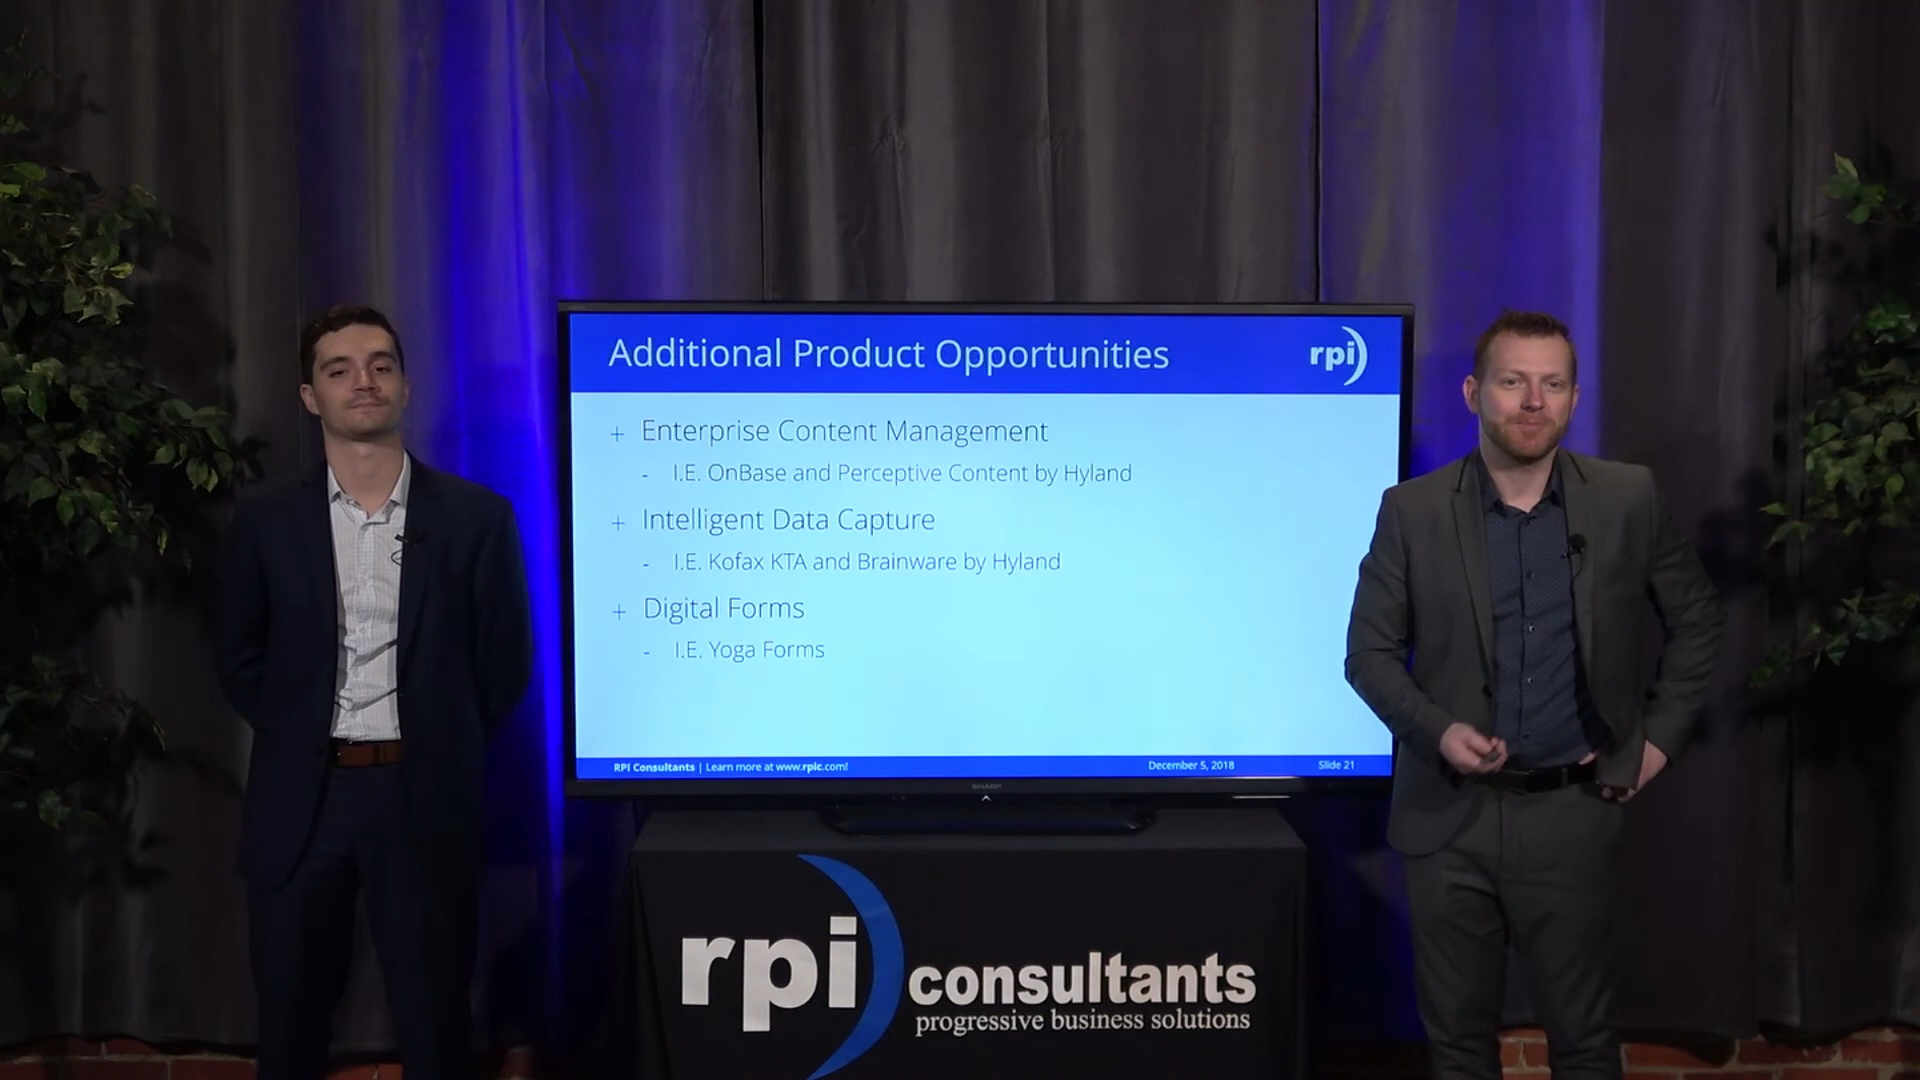 Additional Product Opportunities
rpi
+ Enterprise Content Management
- I.E. OnBase and Perceptive Content by Hyland
+ Intelligent Data Capture
- I.E. Kofax KTA and Brainware by Hyland
+ Digital Forms
- I.E. Yoga Forms
RPI Consultants | Learn more at www.rpic.com!
December 5, 2018
Slide 21
SHARP
rpi consultants
progressive business solutions